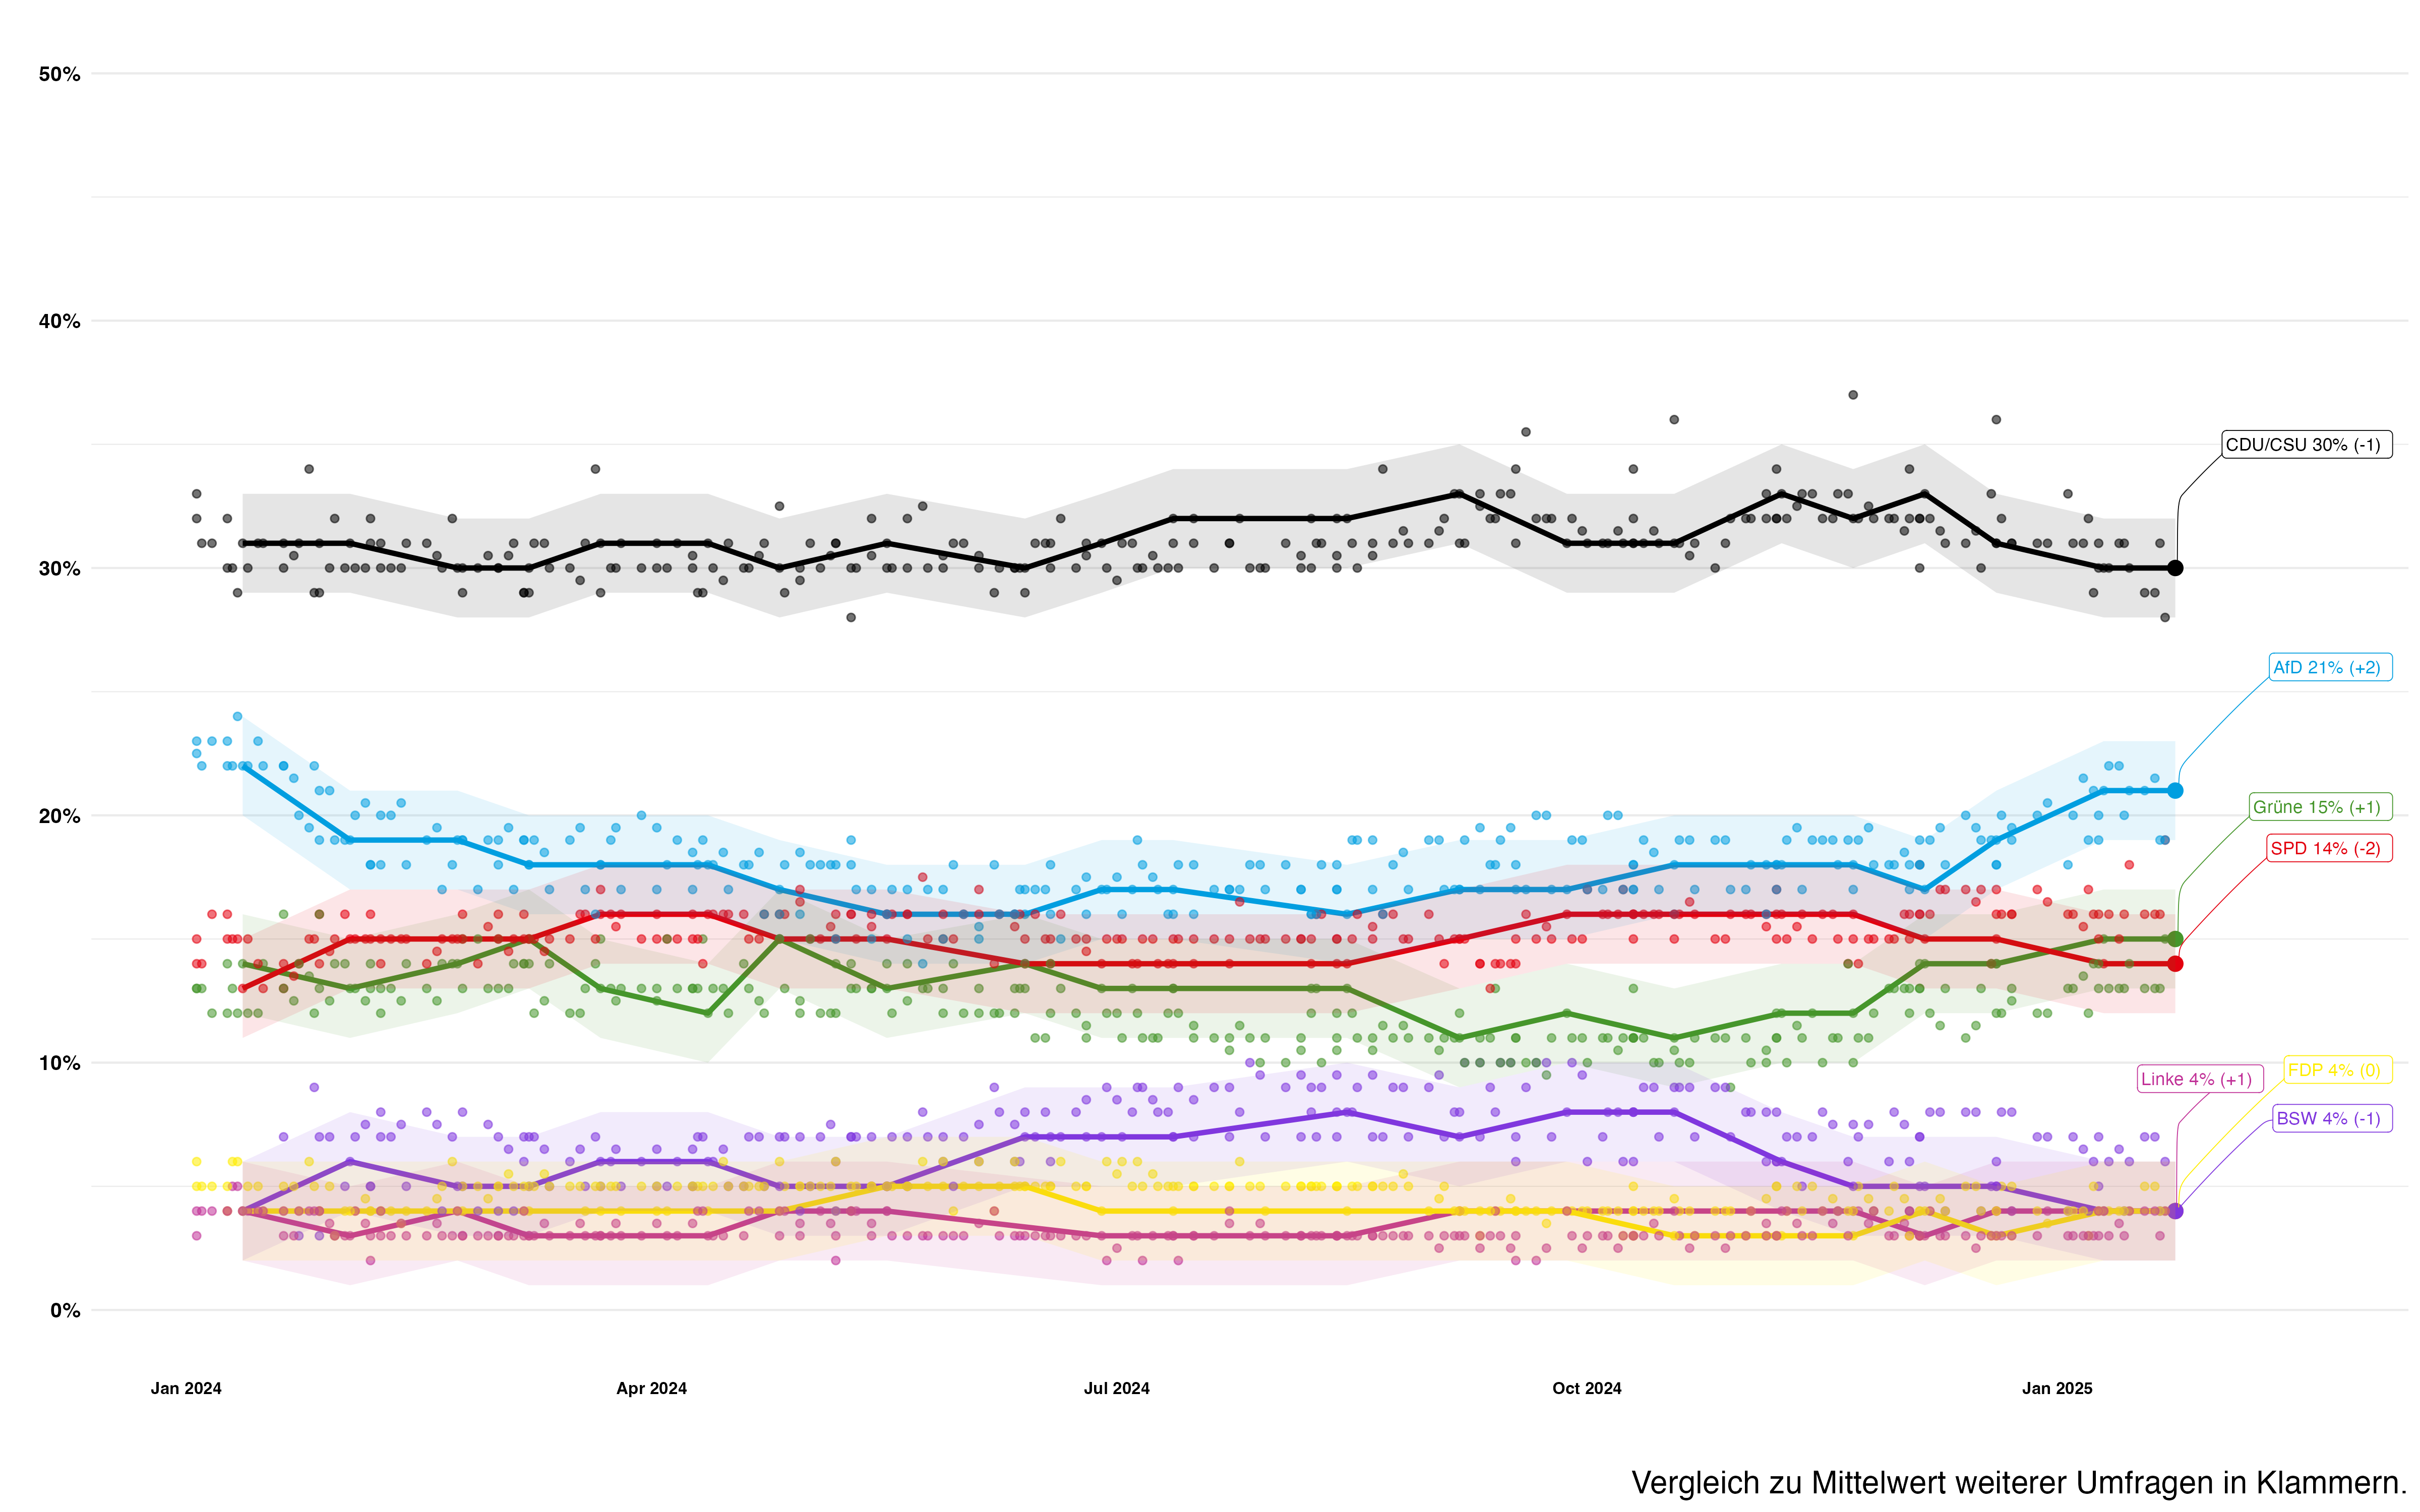 50%
40%
CDU/CSU 30% (-1)
30%
AfD 21% (+2)
20%
Grüne 15% (+1)
SPD 14% (-2)
10%
FDP 4% (0)
Linke 4% (+1)
BSW 4% (-1)
0%
Jan 2024 Apr 2024 Jul 2024 Oct 2024 Jan 2025
Vergleich zu Mittelwert weiterer Umfragen in Klammern.